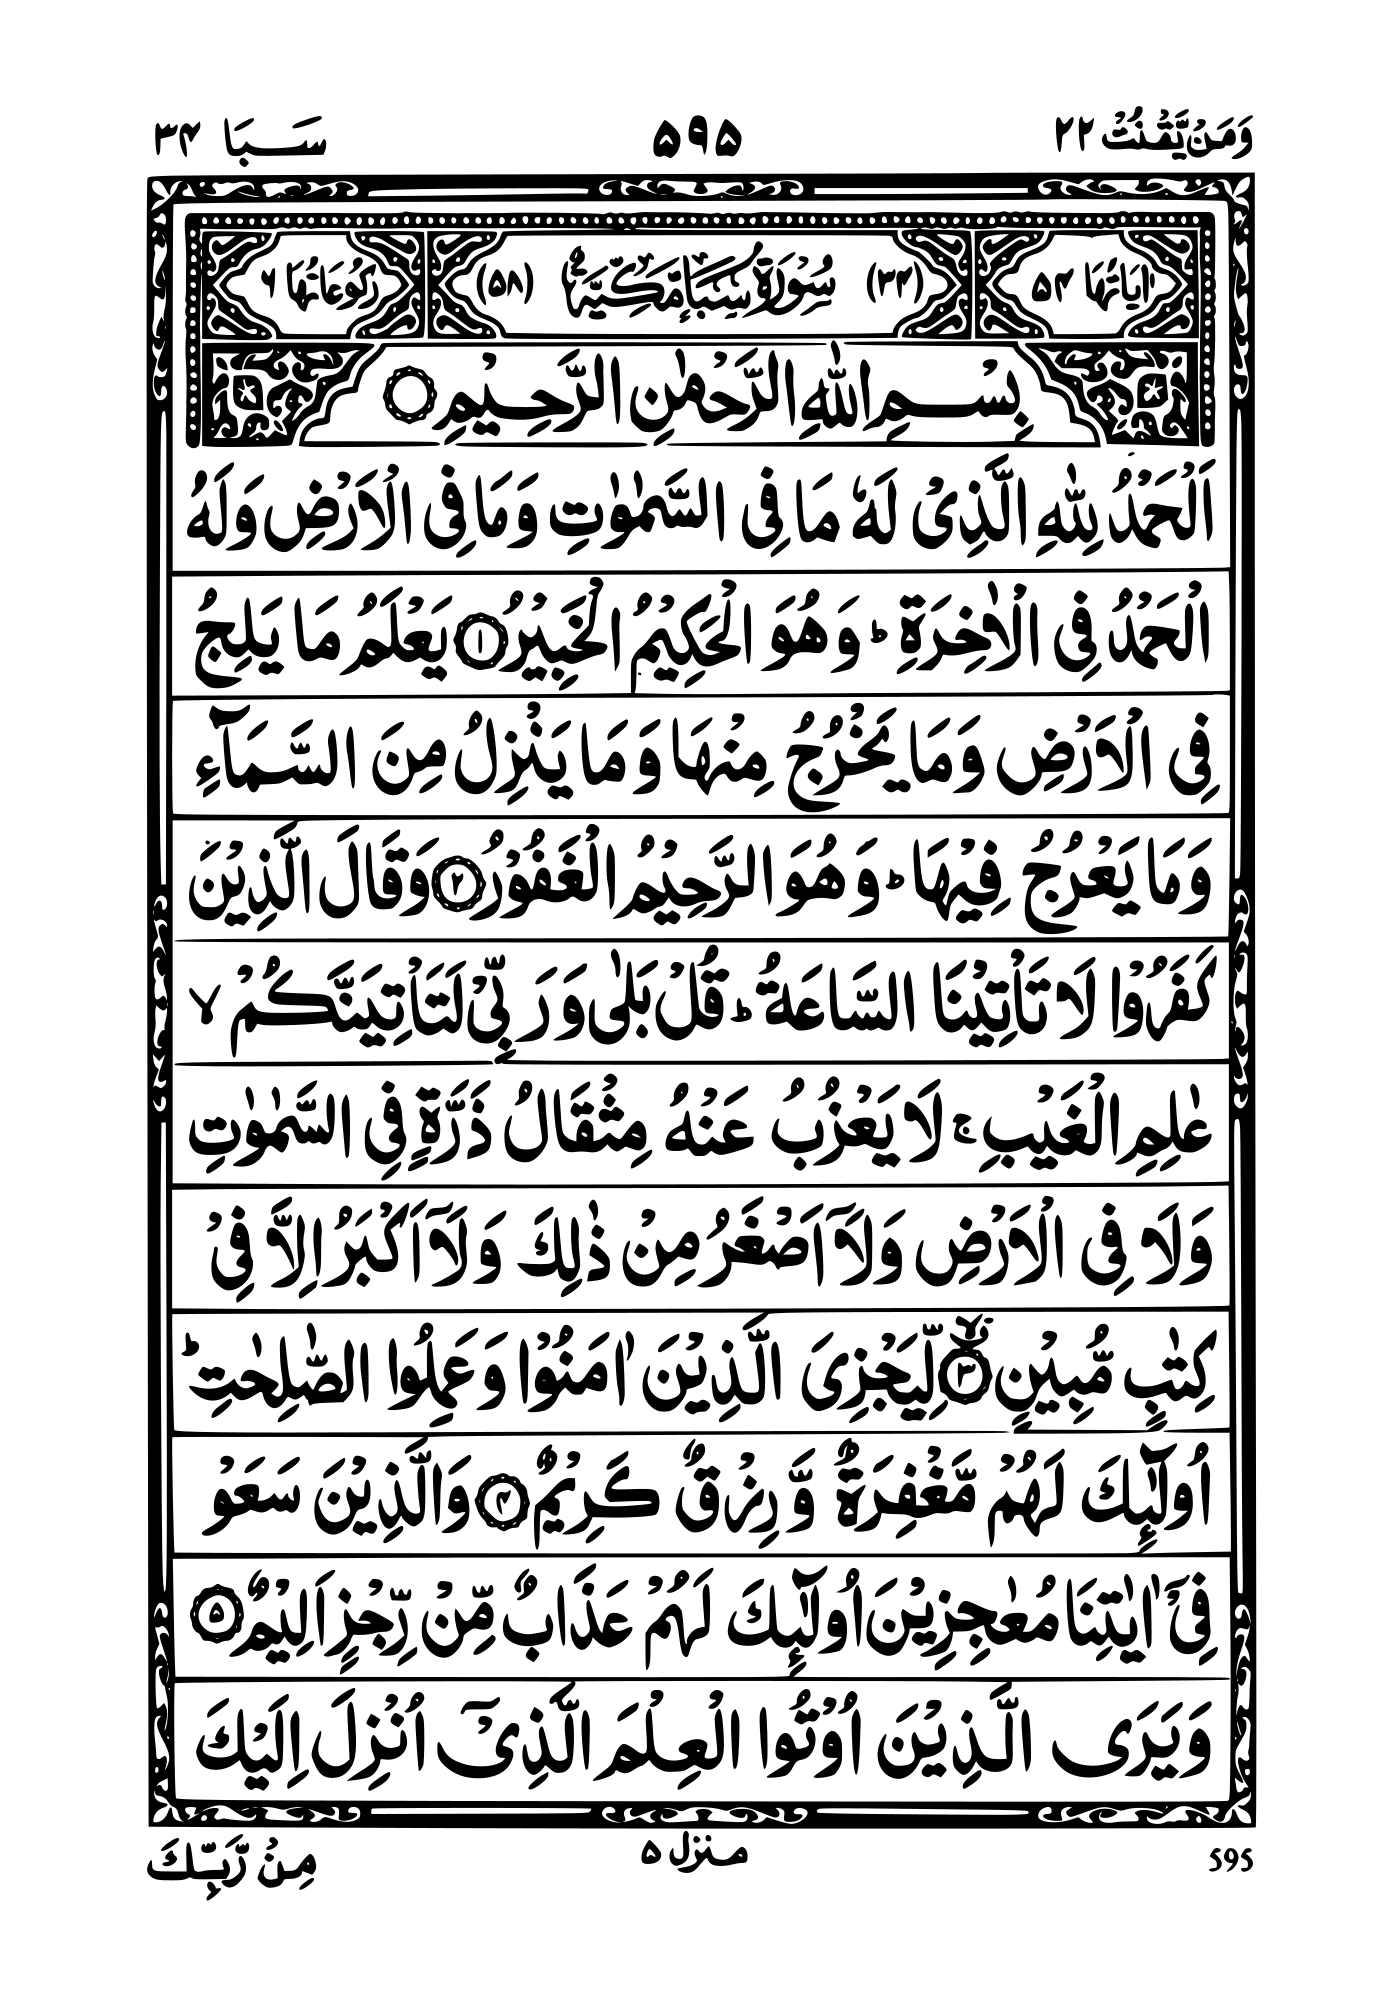 وَمَنْ يَّقْنُتْ ۲۲
۵۹۵
سَـبَا ۳۴
اٰيَاتُهَا ۵۴
(۳۴) سُوْرَةُ سَبَاٍ مَّكِّيَّةٌ (۵۸)
رُكُوْعَاتُهَا ۶
بِسْمِ اللّٰهِ الرَّحْمٰنِ الرَّحِيْمِ
اَلْحَمْدُ لِلّٰهِ الَّذِىْ لَهٗ مَا فِى السَّمٰوٰتِ وَمَا فِى الْاَرْضِ وَلَهُ
الْحَمْدُ فِى الْاٰخِرَةِ ؕ وَهُوَ الْحَكِيْمُ الْخَبِيْرُ ۱ يَعْلَمُ مَا يَلِجُ
فِى الْاَرْضِ وَمَا يَخْرُجُ مِنْهَا وَمَا يَنْزِلُ مِنَ السَّمَآءِ
وَمَا يَعْرُجُ فِيْهَا ؕ وَهُوَ الرَّحِيْمُ الْغَفُوْرُ ۲ وَقَالَ الَّذِيْنَ
كَفَرُوْا لَا تَاْتِيْنَا السَّاعَةُ ؕ قُلْ بَلٰى وَرَبِّىْ لَتَاْتِيَنَّكُمْ ۙ
عٰلِمِ الْغَيْبِ ۚ لَا يَعْزُبُ عَنْهُ مِثْقَالُ ذَرَّةٍ فِى السَّمٰوٰتِ
وَلَا فِى الْاَرْضِ وَلَاۤ اَصْغَرُ مِنْ ذٰلِكَ وَلَاۤ اَكْبَرُ اِلَّا فِىْ
كِتٰبٍ مُّبِيْنٍ ۙ ۳ لِّيَجْزِىَ الَّذِيْنَ اٰمَنُوْا وَعَمِلُوا الصّٰلِحٰتِ ؕ
اُولٰٓئِكَ لَهُمْ مَّغْفِرَةٌ وَّرِزْقٌ كَرِيْمٌ ۴ وَالَّذِيْنَ سَعَوْ
فِىْۤ اٰيٰتِنَا مُعٰجِزِيْنَ اُولٰٓئِكَ لَهُمْ عَذَابٌ مِّنْ رِّجْزٍ اَلِيْمٌ ۵
وَيَرَى الَّذِيْنَ اُوْتُوا الْعِلْمَ الَّذِىْۤ اُنْزِلَ اِلَيْكَ
595
منزل ۵
مِنْ رَّبِّكَ